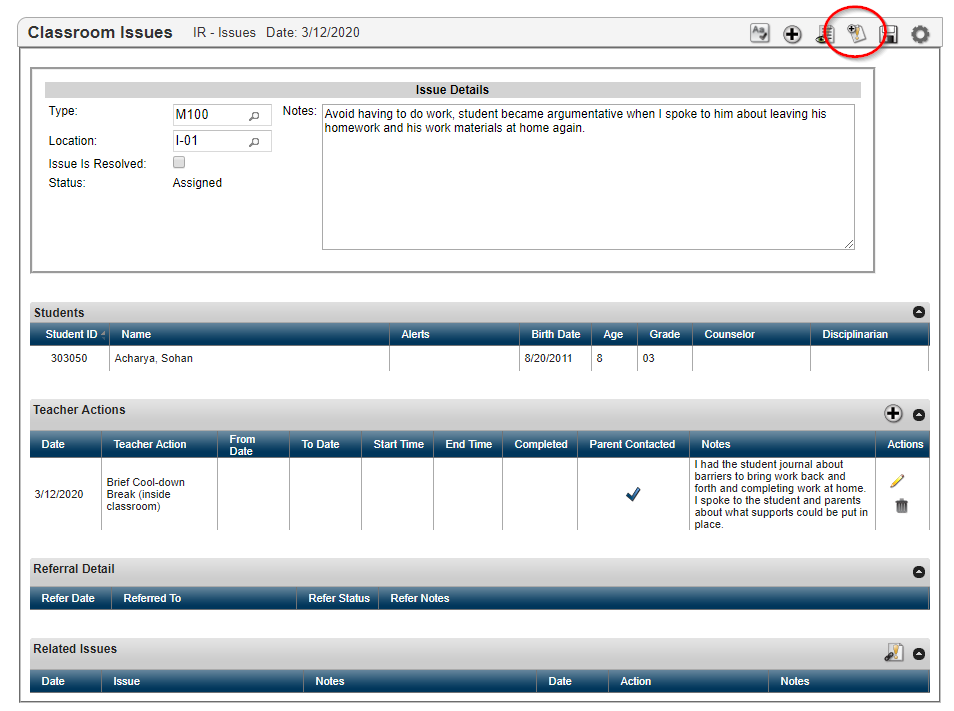 Classroom Issues IR - Issues Date: 3/12/2020
Issue Details
Type: M100 Notes: Avoid having to do work, student became argumentative when I spoke to him about leaving his
homework and his work materials at home again.
Location: I-01
Issue Is Resolved:
Status: Assigned
Students
Student ID Name Alerts Birth Date Age Grade Counselor Disciplinarian
303050 Acharya, Sohan 8/20/2011 8 03
Teacher Actions
Date Teacher Action From
Date To Date Start Time End Time Completed Parent Contacted Notes Actions
3/12/2020
Brief Cool-down
Break (inside
classroom)
I had the student journal about
barriers to bring work back and
forth and completing work at home.
I spoke to the student and parents
about what supports could be put in
place.
Referral Detail
Refer Date Referred To Refer Status Refer Notes
Related Issues
Date Issue Notes Date Action Notes